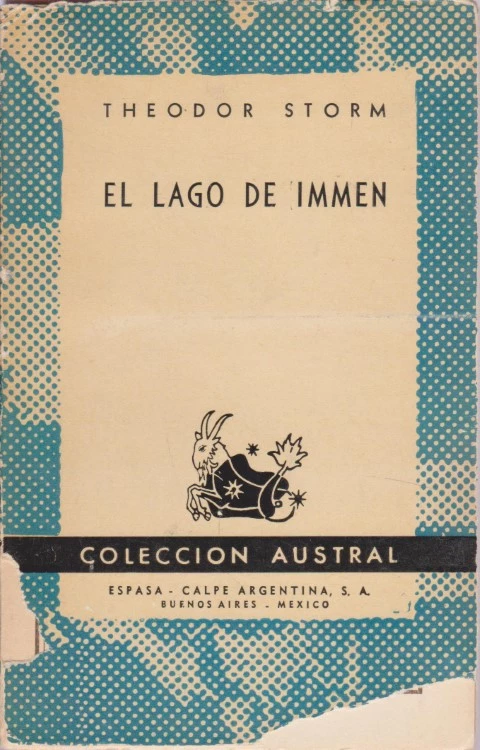 THEODOR STORM
EL LAGO DE IMMEN
COLECCION AUSTRAL
ESPASA - CALPE ARGENTINA, S. A.
BUENOS AIRES - MEXICO